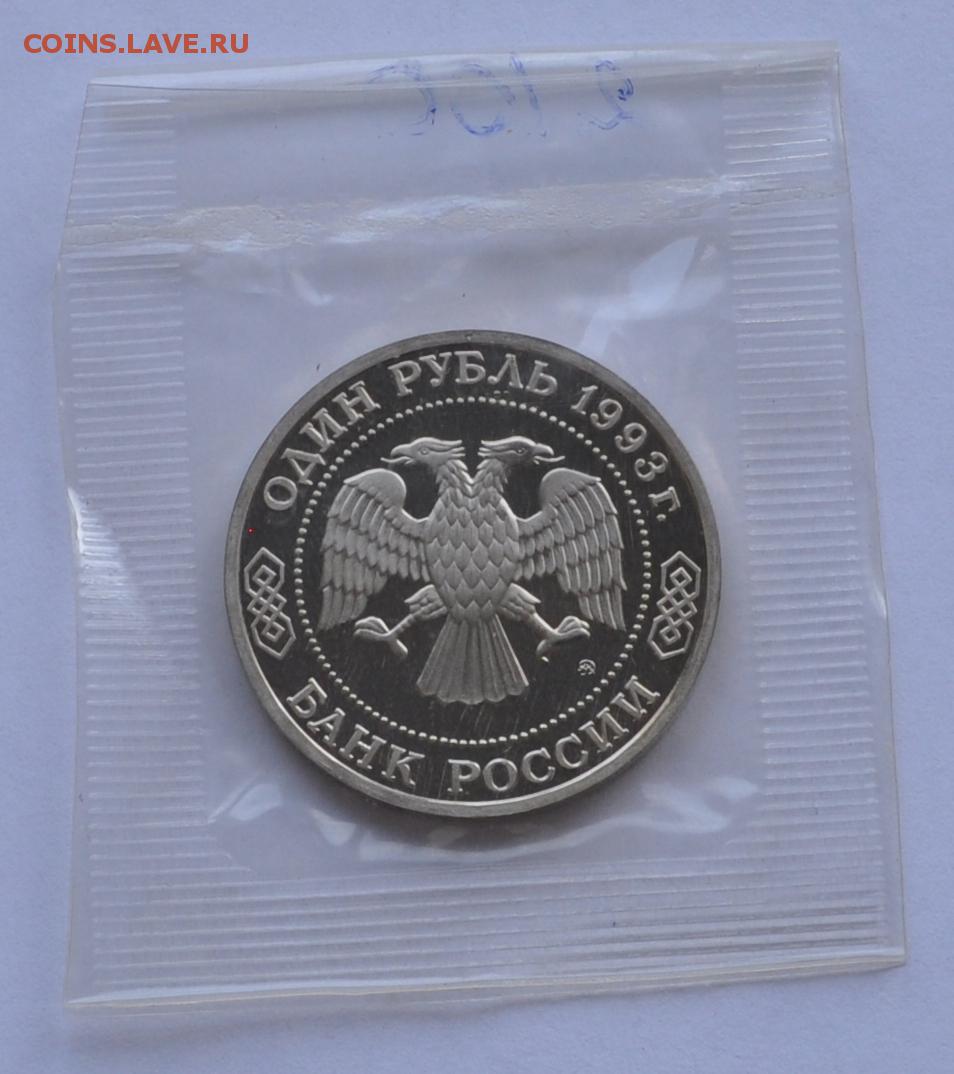 COINS.LAVE.RU
ОДИН РУБЛЬ 1993 г.
БАНК РОССИИ